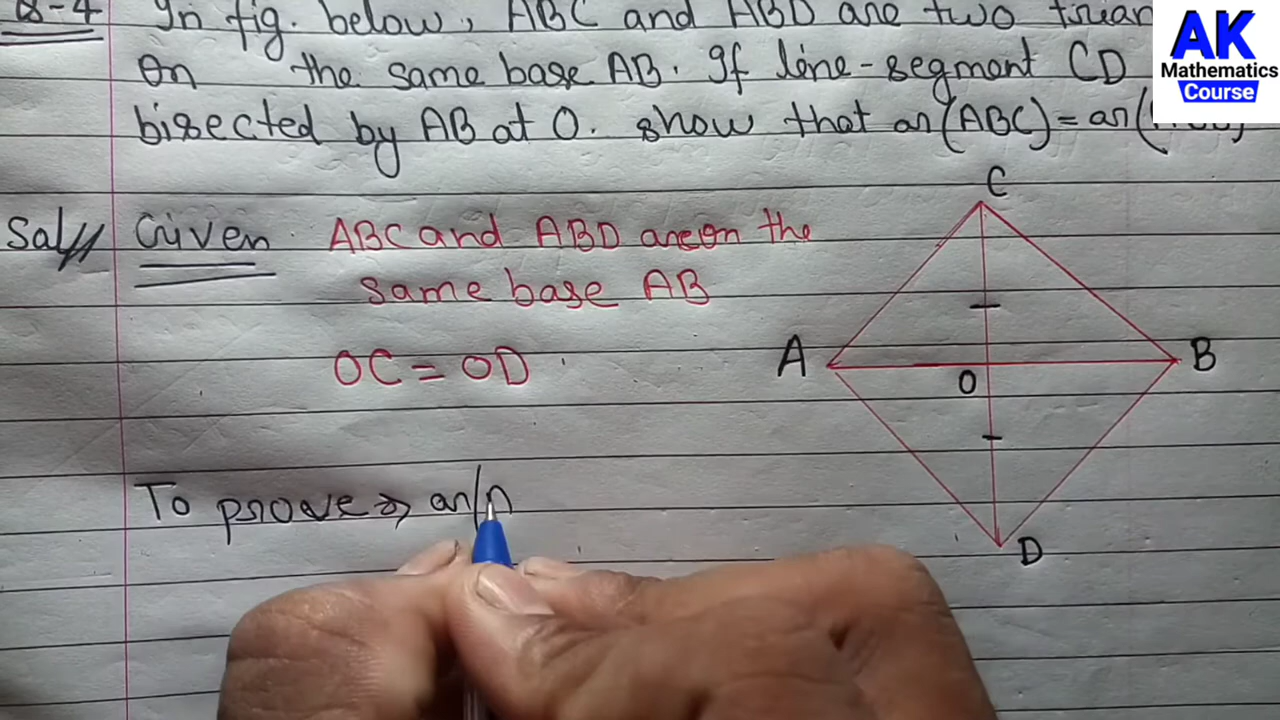 Q-4 In fig. below, ABC and ABD are two
on the same base AB. If line-segment CD
bisected by AB at O. show that ar(ABC)=ar(
AK
Mathematics
Course
Sol// Given ABC and ABD are on the
same base AB
OC = OD
To prove ⇒ ar(
C
A
B
O
D